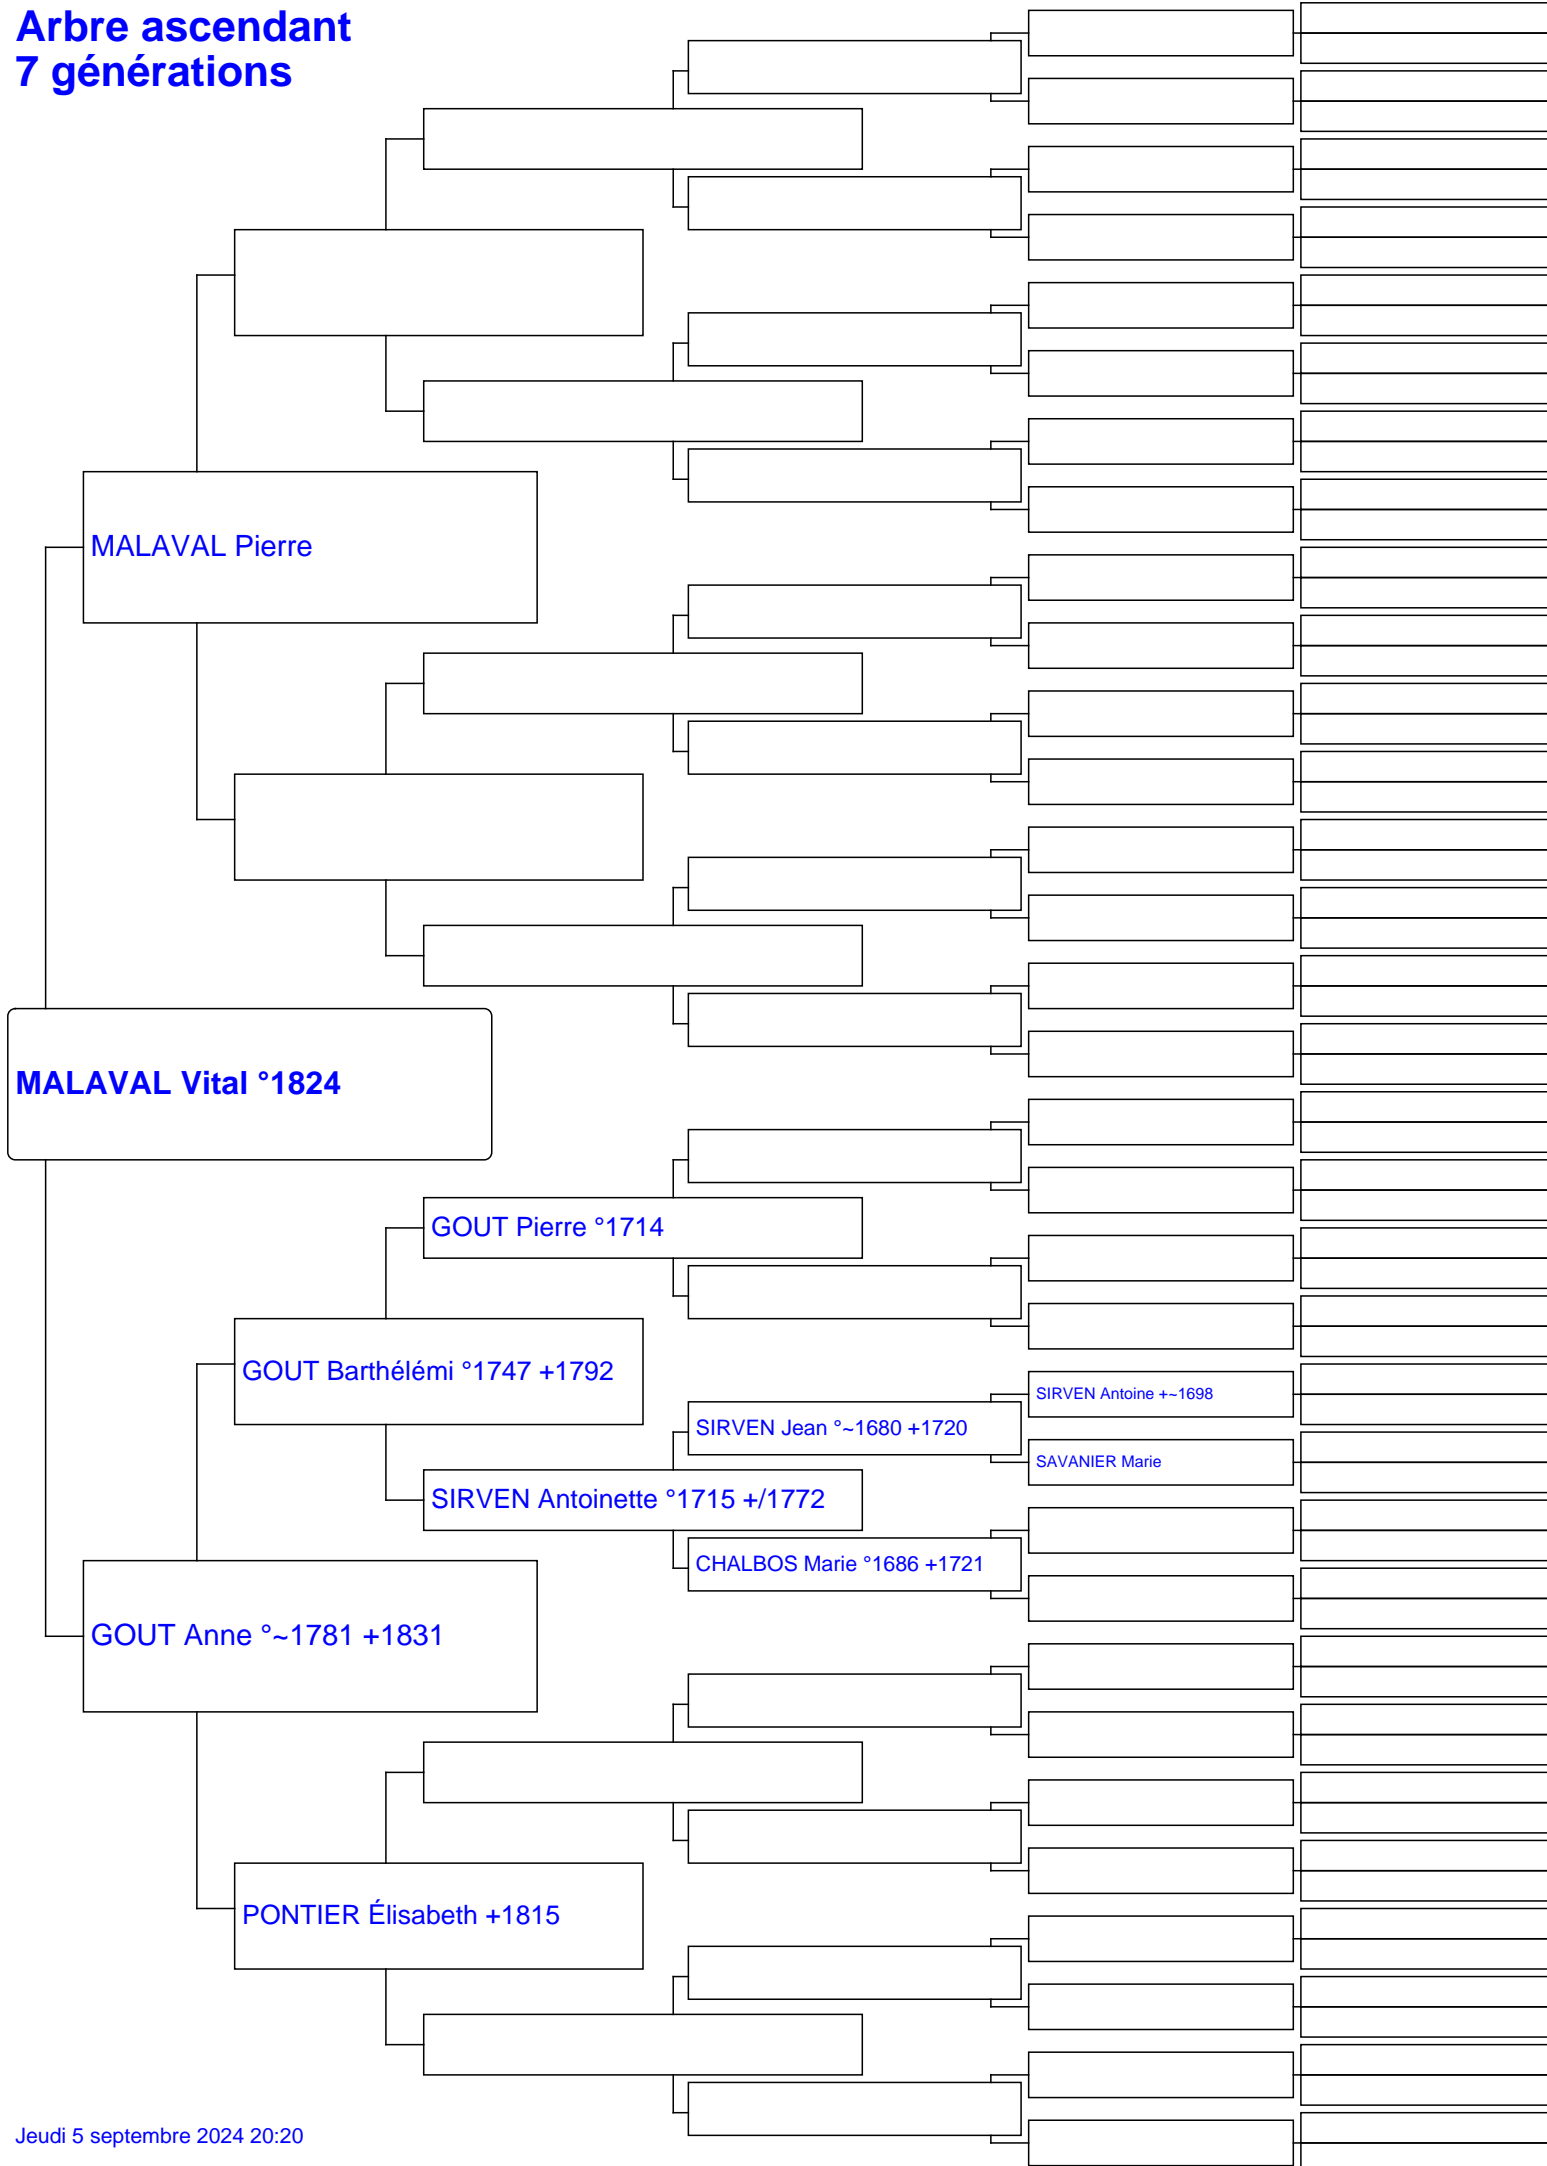 Arbre ascendant
7 générations
MALAVAL Pierre
MALAVAL Vital °1824
GOUT Pierre °1714
GOUT Barthélémi °1747 +1792
SIRVEN Antoine +~1698
SIRVEN Jean °~1680 +1720
SAVANIER Marie
SIRVEN Antoinette °1715 +/1772
CHALBOS Marie °1686 +1721
GOUT Anne °~1781 +1831
PONTIER Élisabeth +1815
Jeudi 5 septembre 2024 20:20